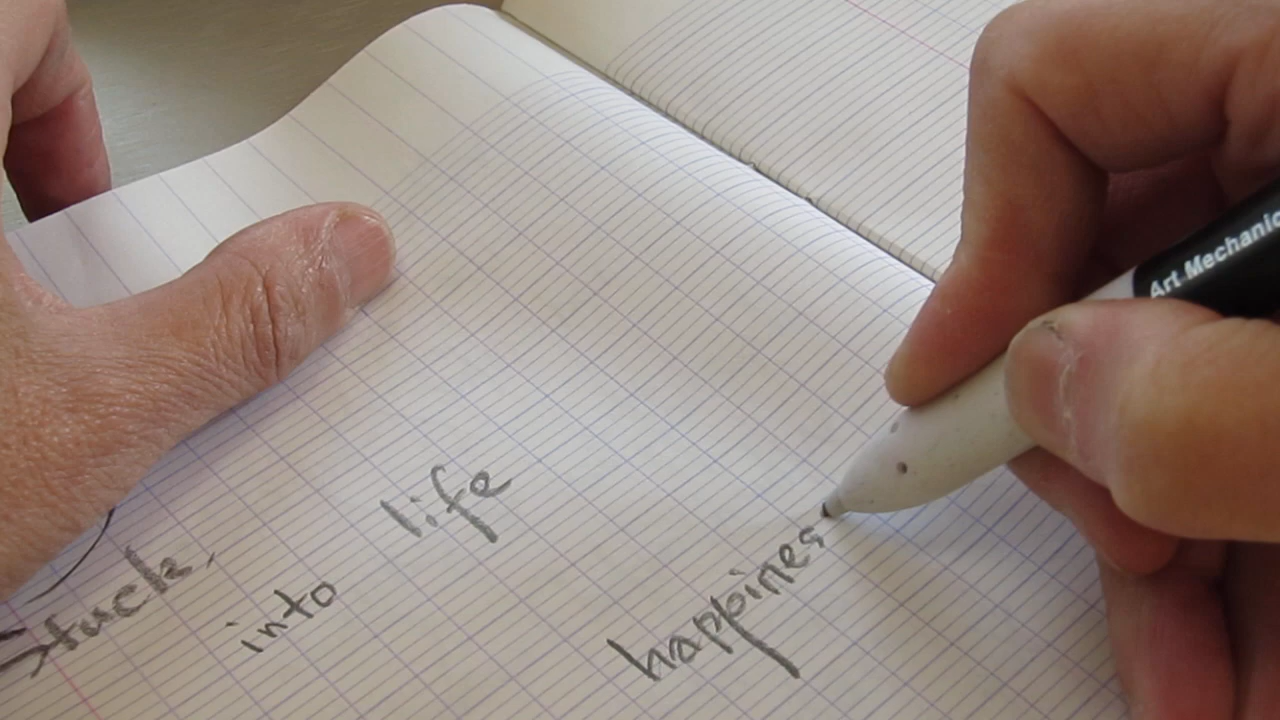 Stuck,
into
life
happines
Art Mechanic